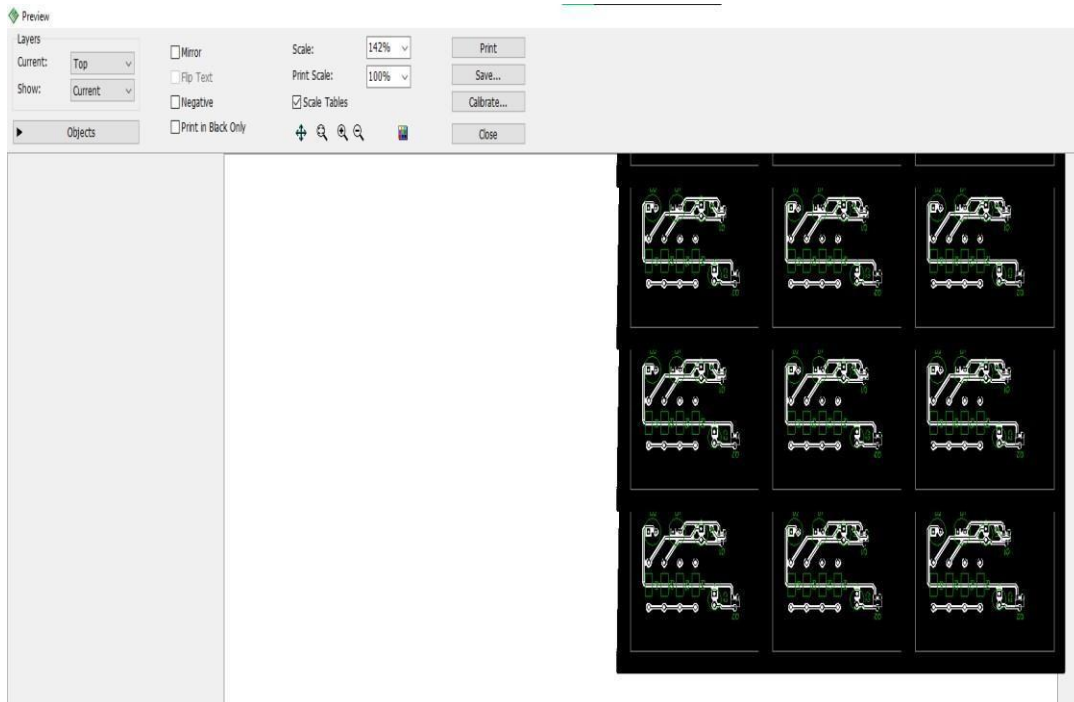 Preview
Layers
Current: Top
Show: Current
Objects
Mirror
Flip Text
Negative
Print in Black Only
Scale: 142%
Print Scale: 100%
Scale Tables
Print
Save...
Calibrate...
Close